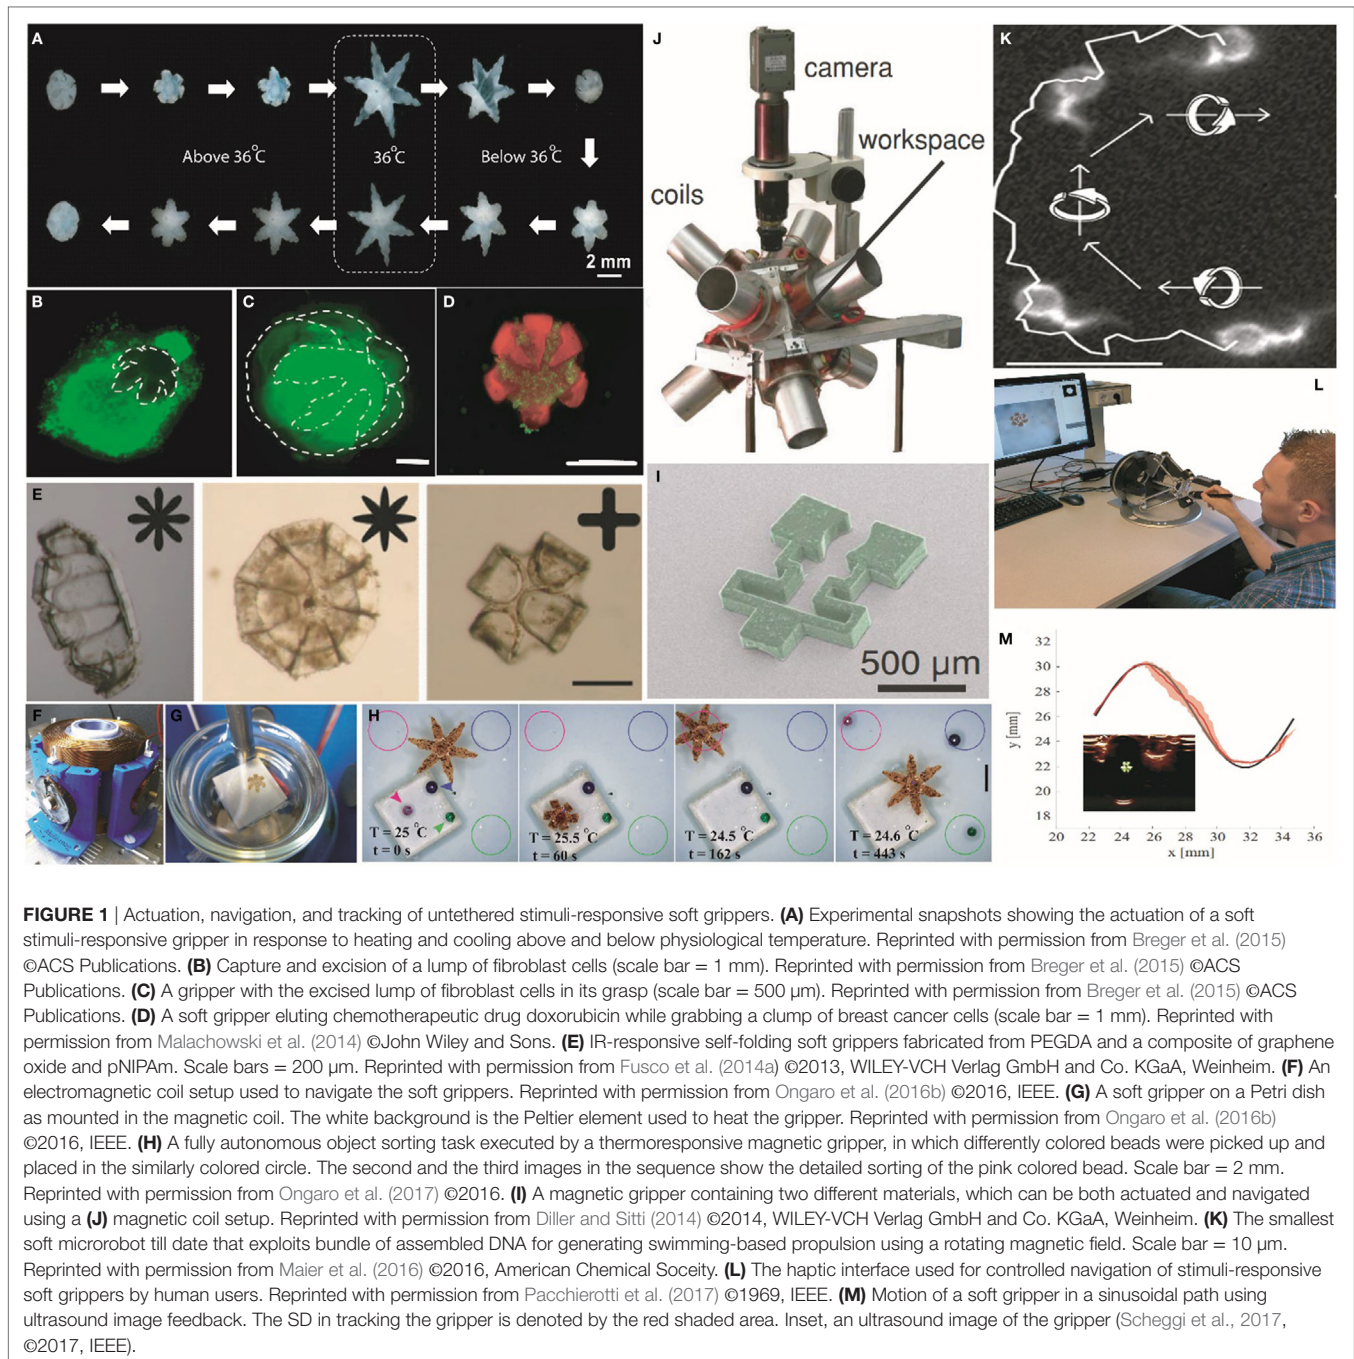 A
Above 36°C
36°C
Below 36°C
2 mm
B
C
D
E
F
G
H
T = 25 °C
t = 0 s
T = 25.5 °C
t = 60 s
T = 24.5 °C
t = 162 s
T = 24.6 °C
t = 443 s
I
500 µm
J
camera
workspace
coils
K
L
M
32
30
28
26
24
22
20
18
y [mm]
20 22 24 26 28 30 32 34 36
x [mm]
FIGURE 1 | Actuation, navigation, and tracking of untethered stimuli-responsive soft grippers. (A) Experimental snapshots showing the actuation of a soft
stimuli-responsive gripper in response to heating and cooling above and below physiological temperature. Reprinted with permission from Breger et al. (2015)
©ACS Publications. (B) Capture and excision of a lump of fibroblast cells (scale bar = 1 mm). Reprinted with permission from Breger et al. (2015) ©ACS
Publications. (C) A gripper with the excised lump of fibroblast cells in its grasp (scale bar = 500 µm). Reprinted with permission from Breger et al. (2015) ©ACS
Publications. (D) A soft gripper eluting chemotherapeutic drug doxorubicin while grabbing a clump of breast cancer cells (scale bar = 1 mm). Reprinted with
permission from Malachowski et al. (2014) ©John Wiley and Sons. (E) IR-responsive self-folding soft grippers fabricated from PEGDA and a composite of graphene
oxide and pNIPAm. Scale bars = 200 µm. Reprinted with permission from Fusco et al. (2014a) ©2013, WILEY-VCH Verlag GmbH and Co. KGaA, Weinheim. (F) An
electromagnetic coil setup used to navigate the soft grippers. Reprinted with permission from Ongaro et al. (2016b) ©2016, IEEE. (G) A soft gripper on a Petri dish
as mounted in the magnetic coil. The white background is the Peltier element used to heat the gripper. Reprinted with permission from Ongaro et al. (2016b)
©2016, IEEE. (H) A fully autonomous object sorting task executed by a thermoresponsive magnetic gripper, in which differently colored beads were picked up and
placed in the similarly colored circle. The second and the third images in the sequence show the detailed sorting of the pink colored bead. Scale bar = 2 mm.
Reprinted with permission from Ongaro et al. (2017) ©2016. (I) A magnetic gripper containing two different materials, which can be both actuated and navigated
using a (J) magnetic coil setup. Reprinted with permission from Diller and Sitti (2014) ©2014, WILEY-VCH Verlag GmbH and Co. KGaA, Weinheim. (K) The smallest
soft microrobot till date that exploits bundle of assembled DNA for generating swimming-based propulsion using a rotating magnetic field. Scale bar = 10 µm.
Reprinted with permission from Maier et al. (2016) ©2016, American Chemical Soceity. (L) The haptic interface used for controlled navigation of stimuli-responsive
soft grippers by human users. Reprinted with permission from Pacchierotti et al. (2017) ©1969, IEEE. (M) Motion of a soft gripper in a sinusoidal path using
ultrasound image feedback. The SD in tracking the gripper is denoted by the red shaded area. Inset, an ultrasound image of the gripper (Scheggi et al., 2017,
©2017, IEEE).